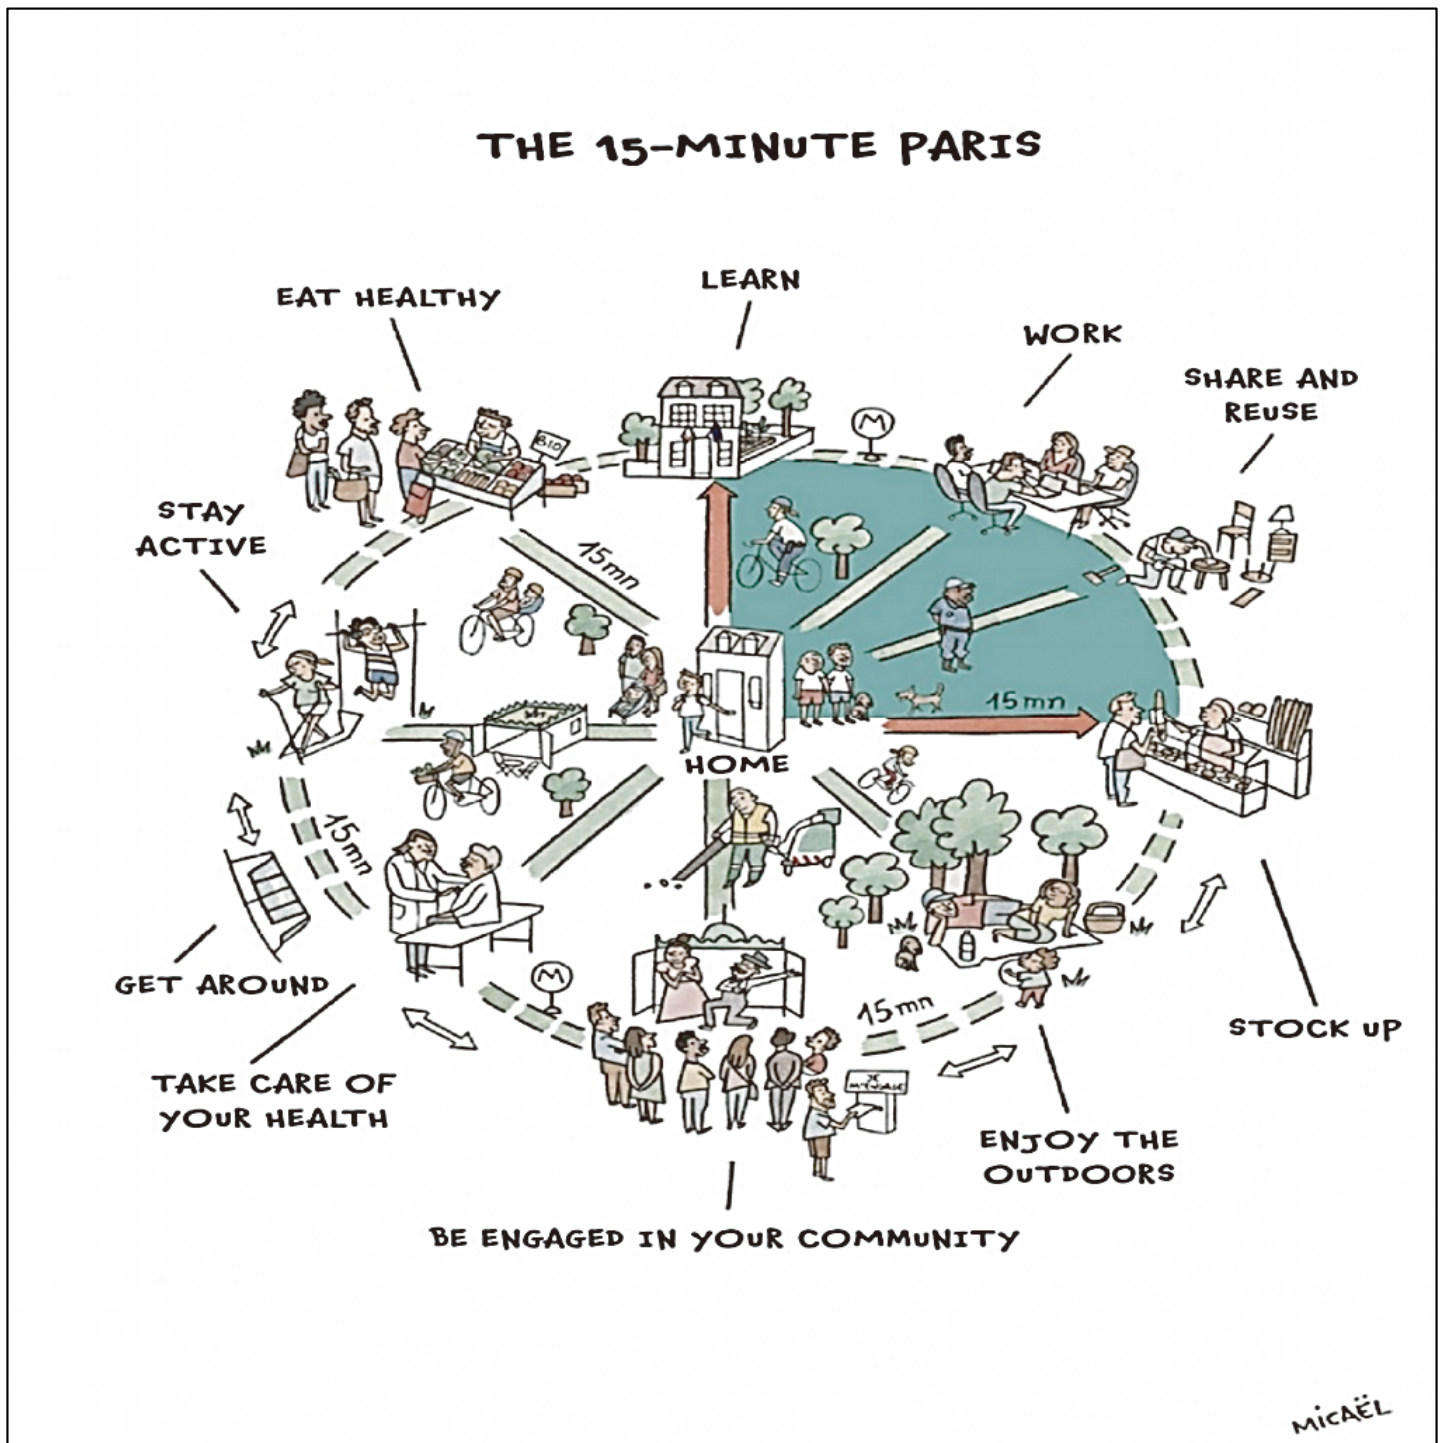 THE 15-MINUTE PARIS
LEARN
EAT HEALTHY
WORK
SHARE AND
REUSE
M
BIO
STAY
ACTIVE
15mn
15mn
HOME
15mn
M
15mn
GET AROUND
STOCK UP
TAKE CARE OF
YOUR HEALTH
JE
ENJOY THE
OUTDOORS
BE ENGAGED IN YOUR COMMUNITY
MICAËL